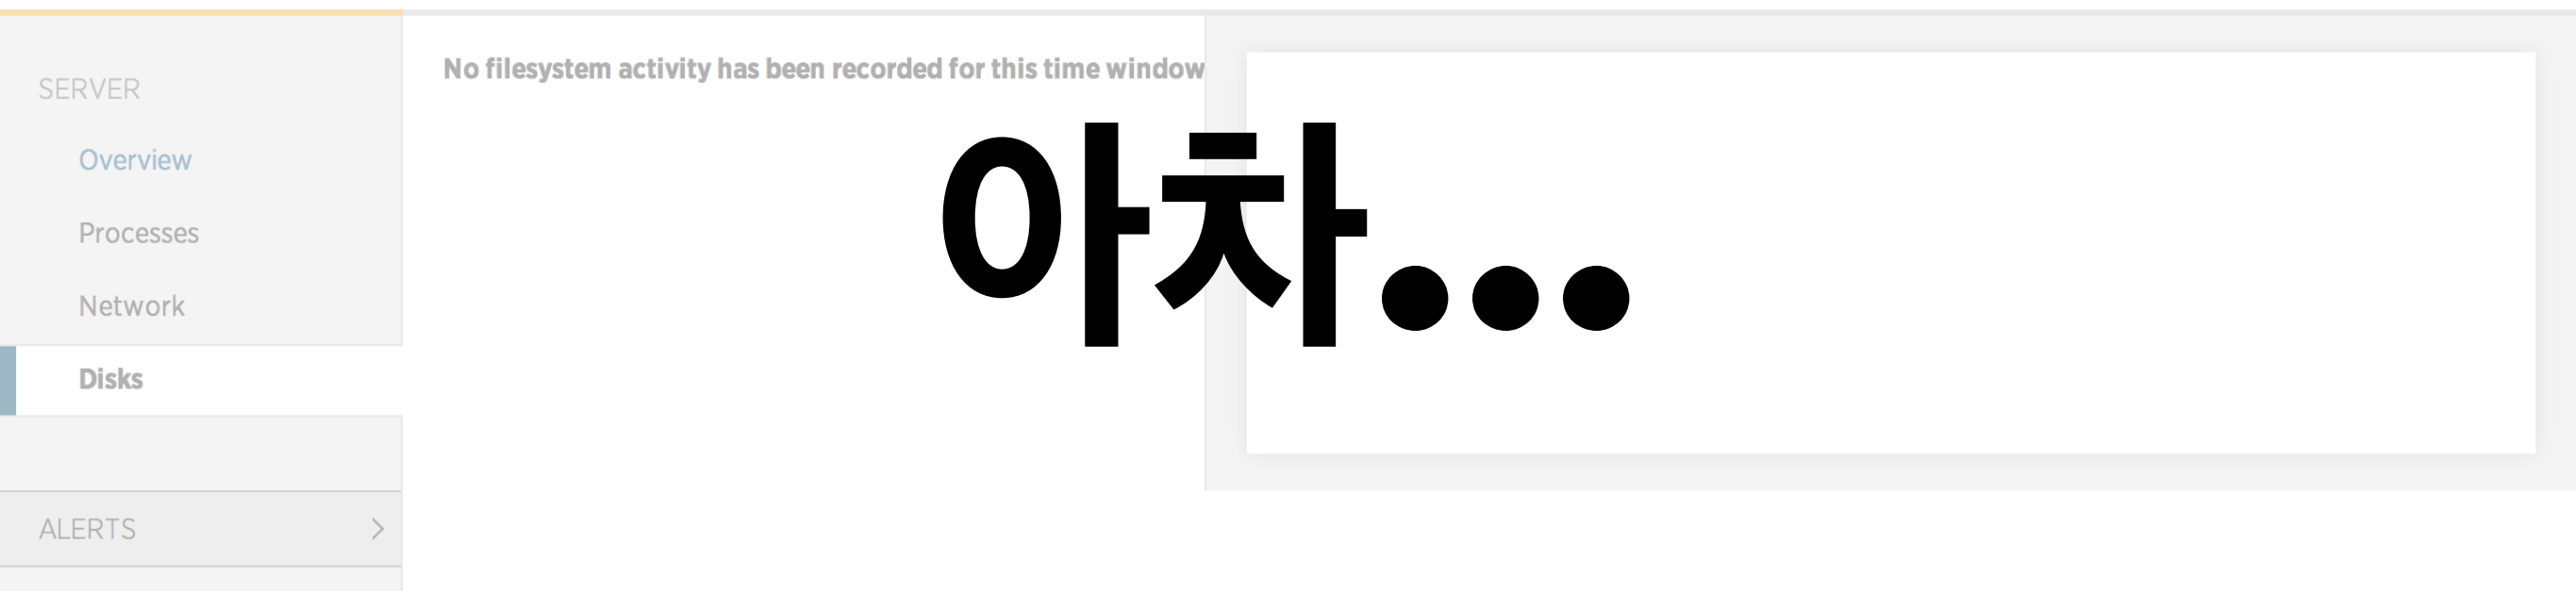 SERVER
Overview
Processes
Network
Disks
ALERTS
No filesystem activity has been recorded for this time window
아차...